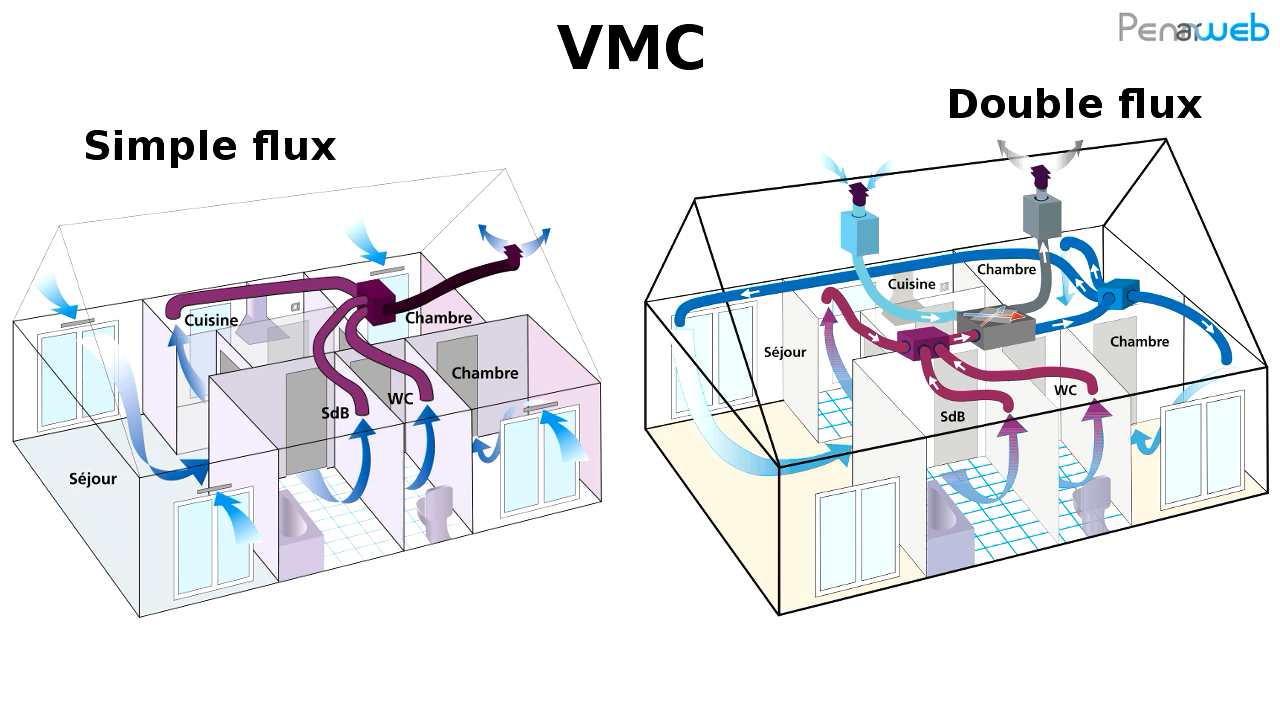 VMC
Penarweb
Simple flux
Double flux
Cuisine
Chambre
Chambre
SdB
WC
Séjour
Chambre
Cuisine
Séjour
Chambre
WC
SdB